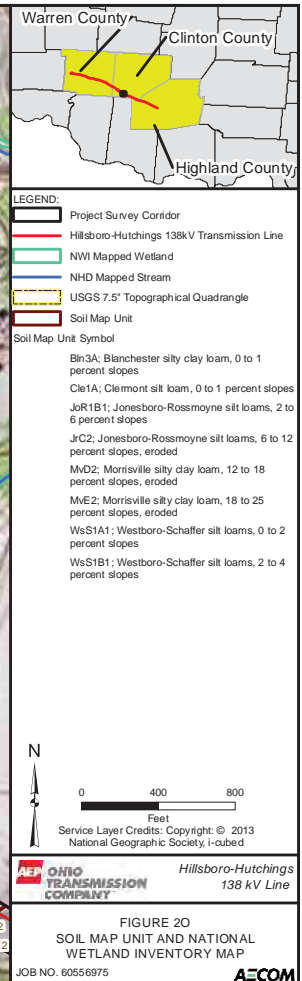 Warren County
Clinton County
Highland County
LEGEND:
Project Survey Corridor
Hillsboro-Hutchings 138kV Transmission Line
NWI Mapped Wetland
NHD Mapped Stream
USGS 7.5" Topographical Quadrangle
Soil Map Unit
Soil Map Unit Symbol
Bln3A; Blanchester silty clay loam, 0 to 1
percent slopes
Cle1A; Clermont silt loam, 0 to 1 percent slopes
JoR1B1; Jonesboro-Rossmoyne silt loams, 2 to
6 percent slopes
JrC2; Jonesboro-Rossmoyne silt loams, 6 to 12
percent slopes, eroded
MvD2; Morrisville silty clay loam, 12 to 18
percent slopes, eroded
MvE2; Morrisville silty clay loam, 18 to 25
percent slopes, eroded
WsS1A1; Westboro-Schaffer silt loams, 0 to 2
percent slopes
WsS1B1; Westboro-Schaffer silt loams, 2 to 4
percent slopes
N
0 400 800
Feet
Service Layer Credits: Copyright: © 2013
National Geographic Society, i-cubed
AEP OHIO
TRANSMISSION
COMPANY
Hillsboro-Hutchings
138 kV Line
FIGURE 2O
SOIL MAP UNIT AND NATIONAL
WETLAND INVENTORY MAP
JOB NO. 60556975
AECOM